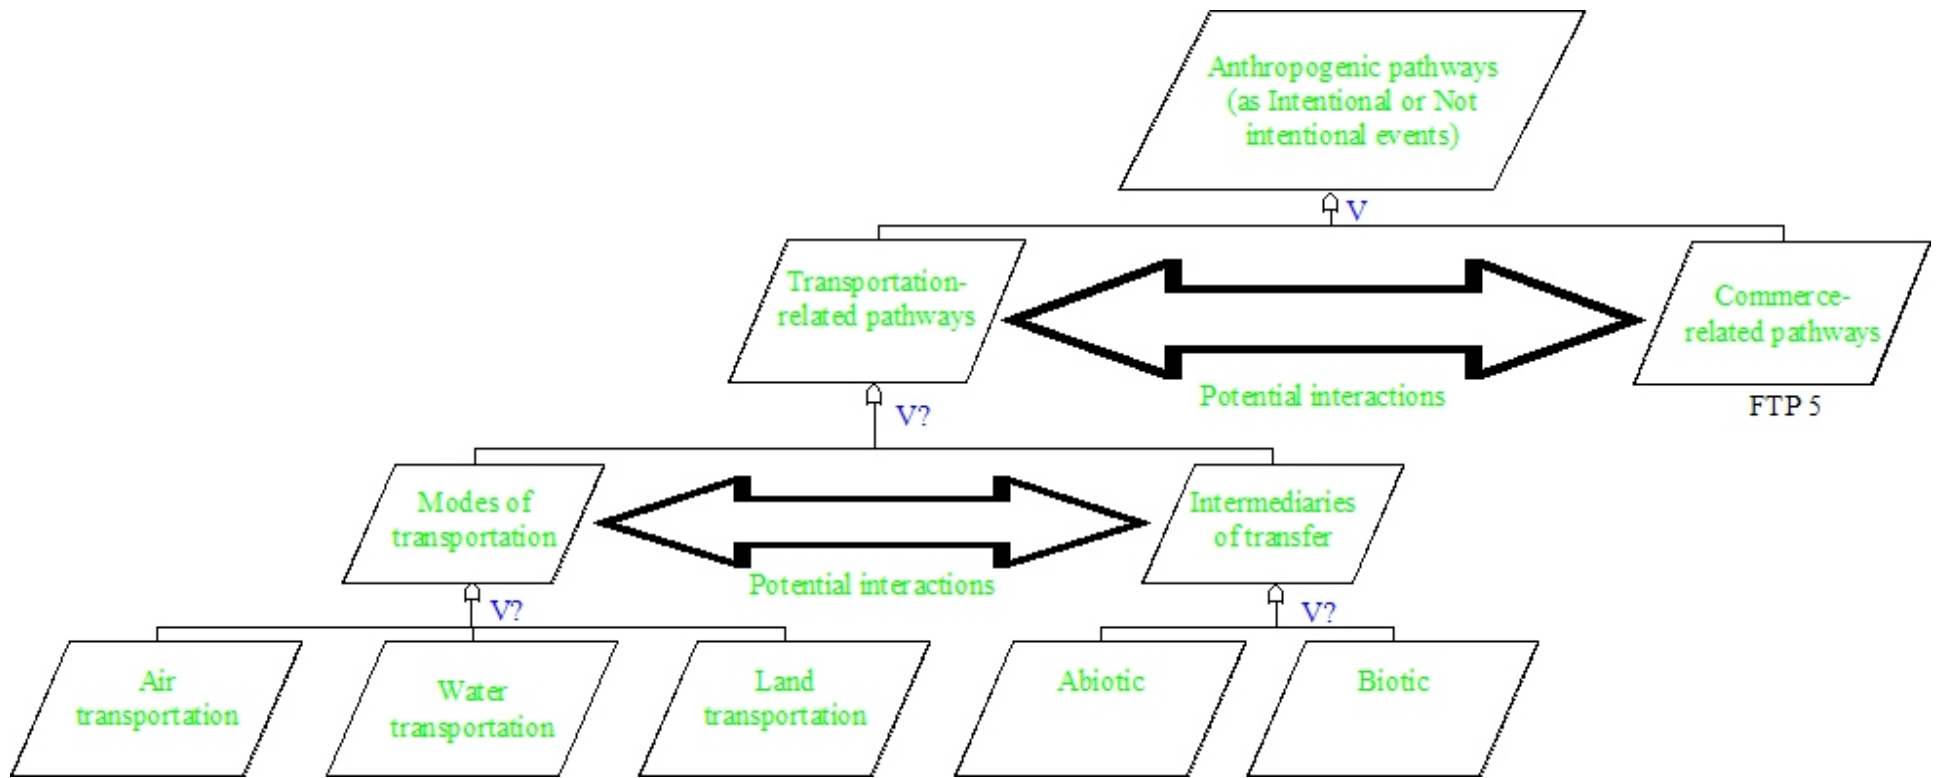 Anthropogenic pathways
(as Intentional or Not
intentional events)
V
Transportation-
related pathways
Commerce-
related pathways
Potential interactions
FTP 5
V?
Modes of
transportation
Intermediaries
of transfer
Potential interactions
V?
V?
Air
transportation
Water
transportation
Land
transportation
Abiotic
Biotic